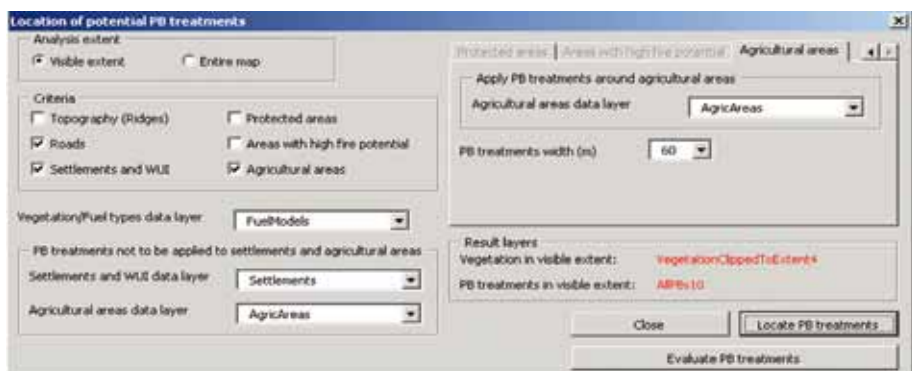 Location of potential PB treatments
Analysis extent
Visible extent Entire map
Criteria
Topography (Ridges) Protected areas
Roads Areas with high fire potential
Settlements and WUI Agricultural areas
Vegetation/Fuel types data layer FuelModels
PB treatments not to be applied to settlements and agricultural areas
Settlements and WUI data layer Settlements
Agricultural areas data layer AgricAreas
Protected areas Areas with high fire potential Agricultural areas
Apply PB treatments around agricultural areas
Agricultural areas data layer AgricAreas
PB treatments width (m) 60
Result layers
Vegetation in visible extent: VegetationClippedToExtent4
PB treatments in visible extent: AllPBs10
Close Locate PB treatments
Evaluate PB treatments